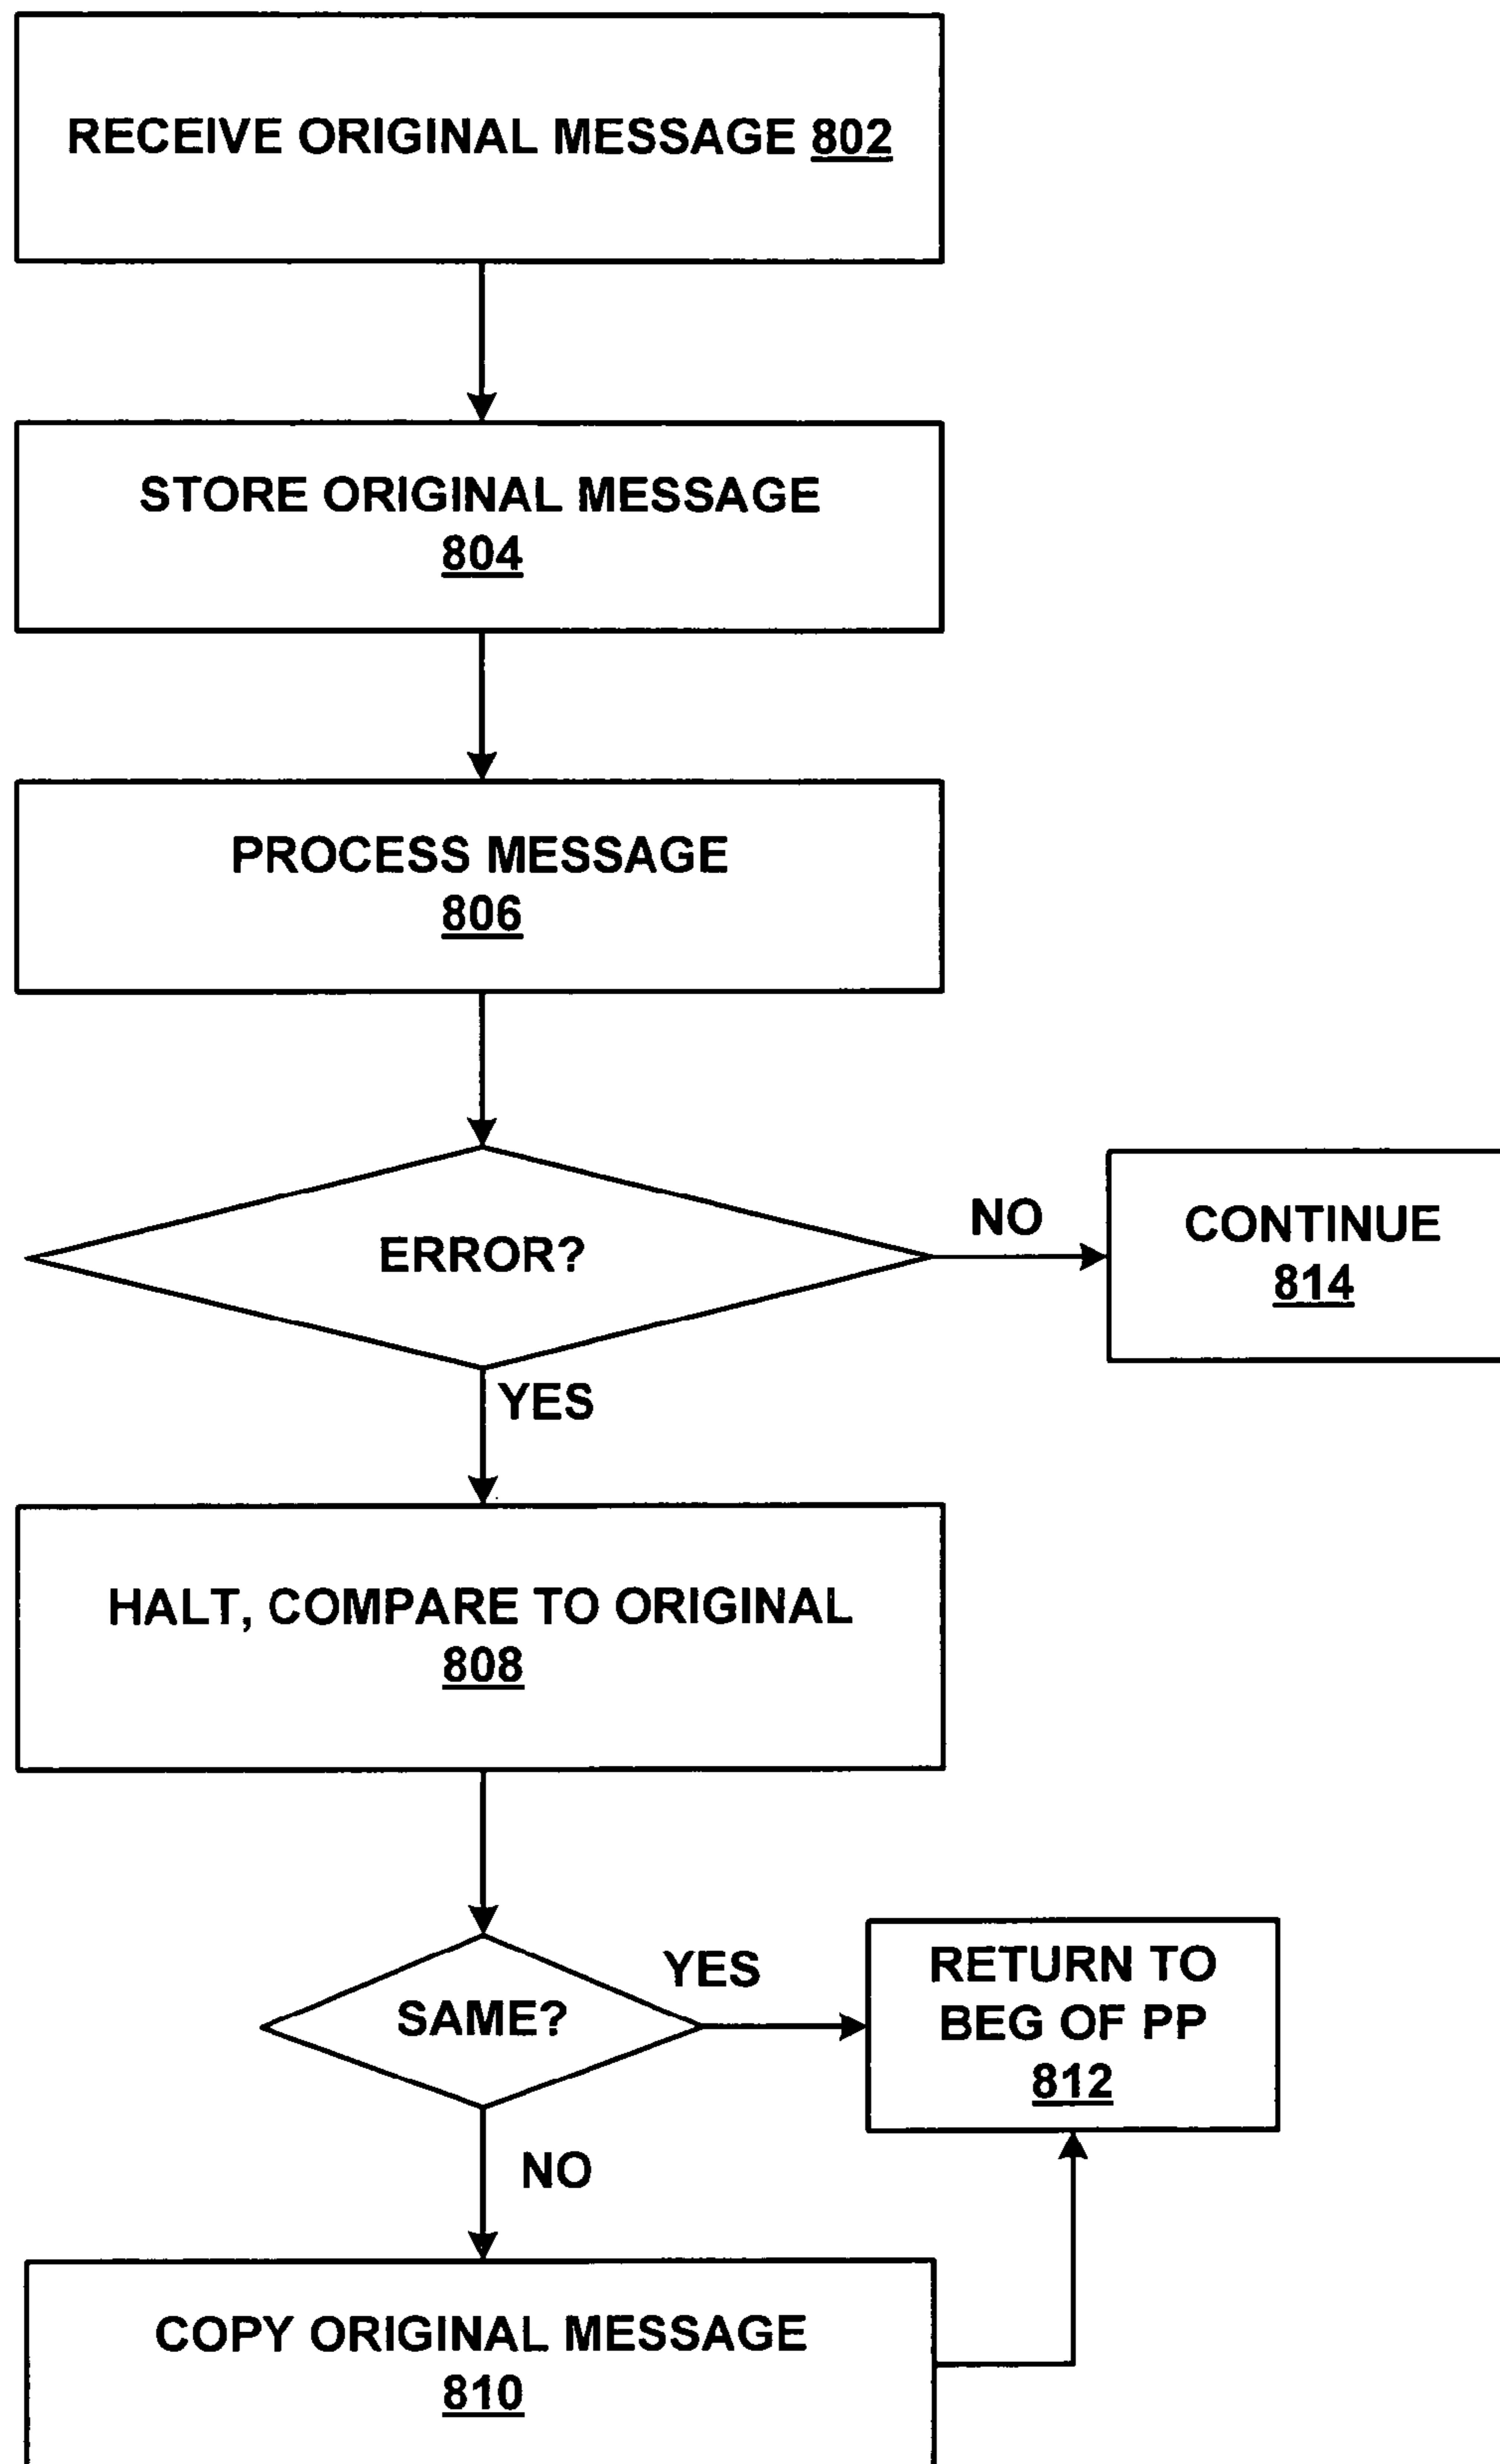 RECEIVE ORIGINAL MESSAGE 802
STORE ORIGINAL MESSAGE
804
PROCESS MESSAGE
806
ERROR?
NO
CONTINUE
814
YES
HALT, COMPARE TO ORIGINAL
808
SAME?
YES
RETURN TO
BEG OF PP
812
NO
COPY ORIGINAL MESSAGE
810